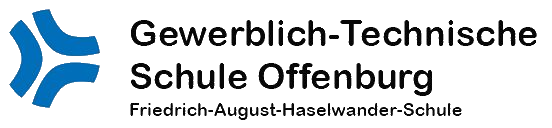 Gewerblich-Technische
Schule Offenburg
Friedrich-August-Haselwander-Schule